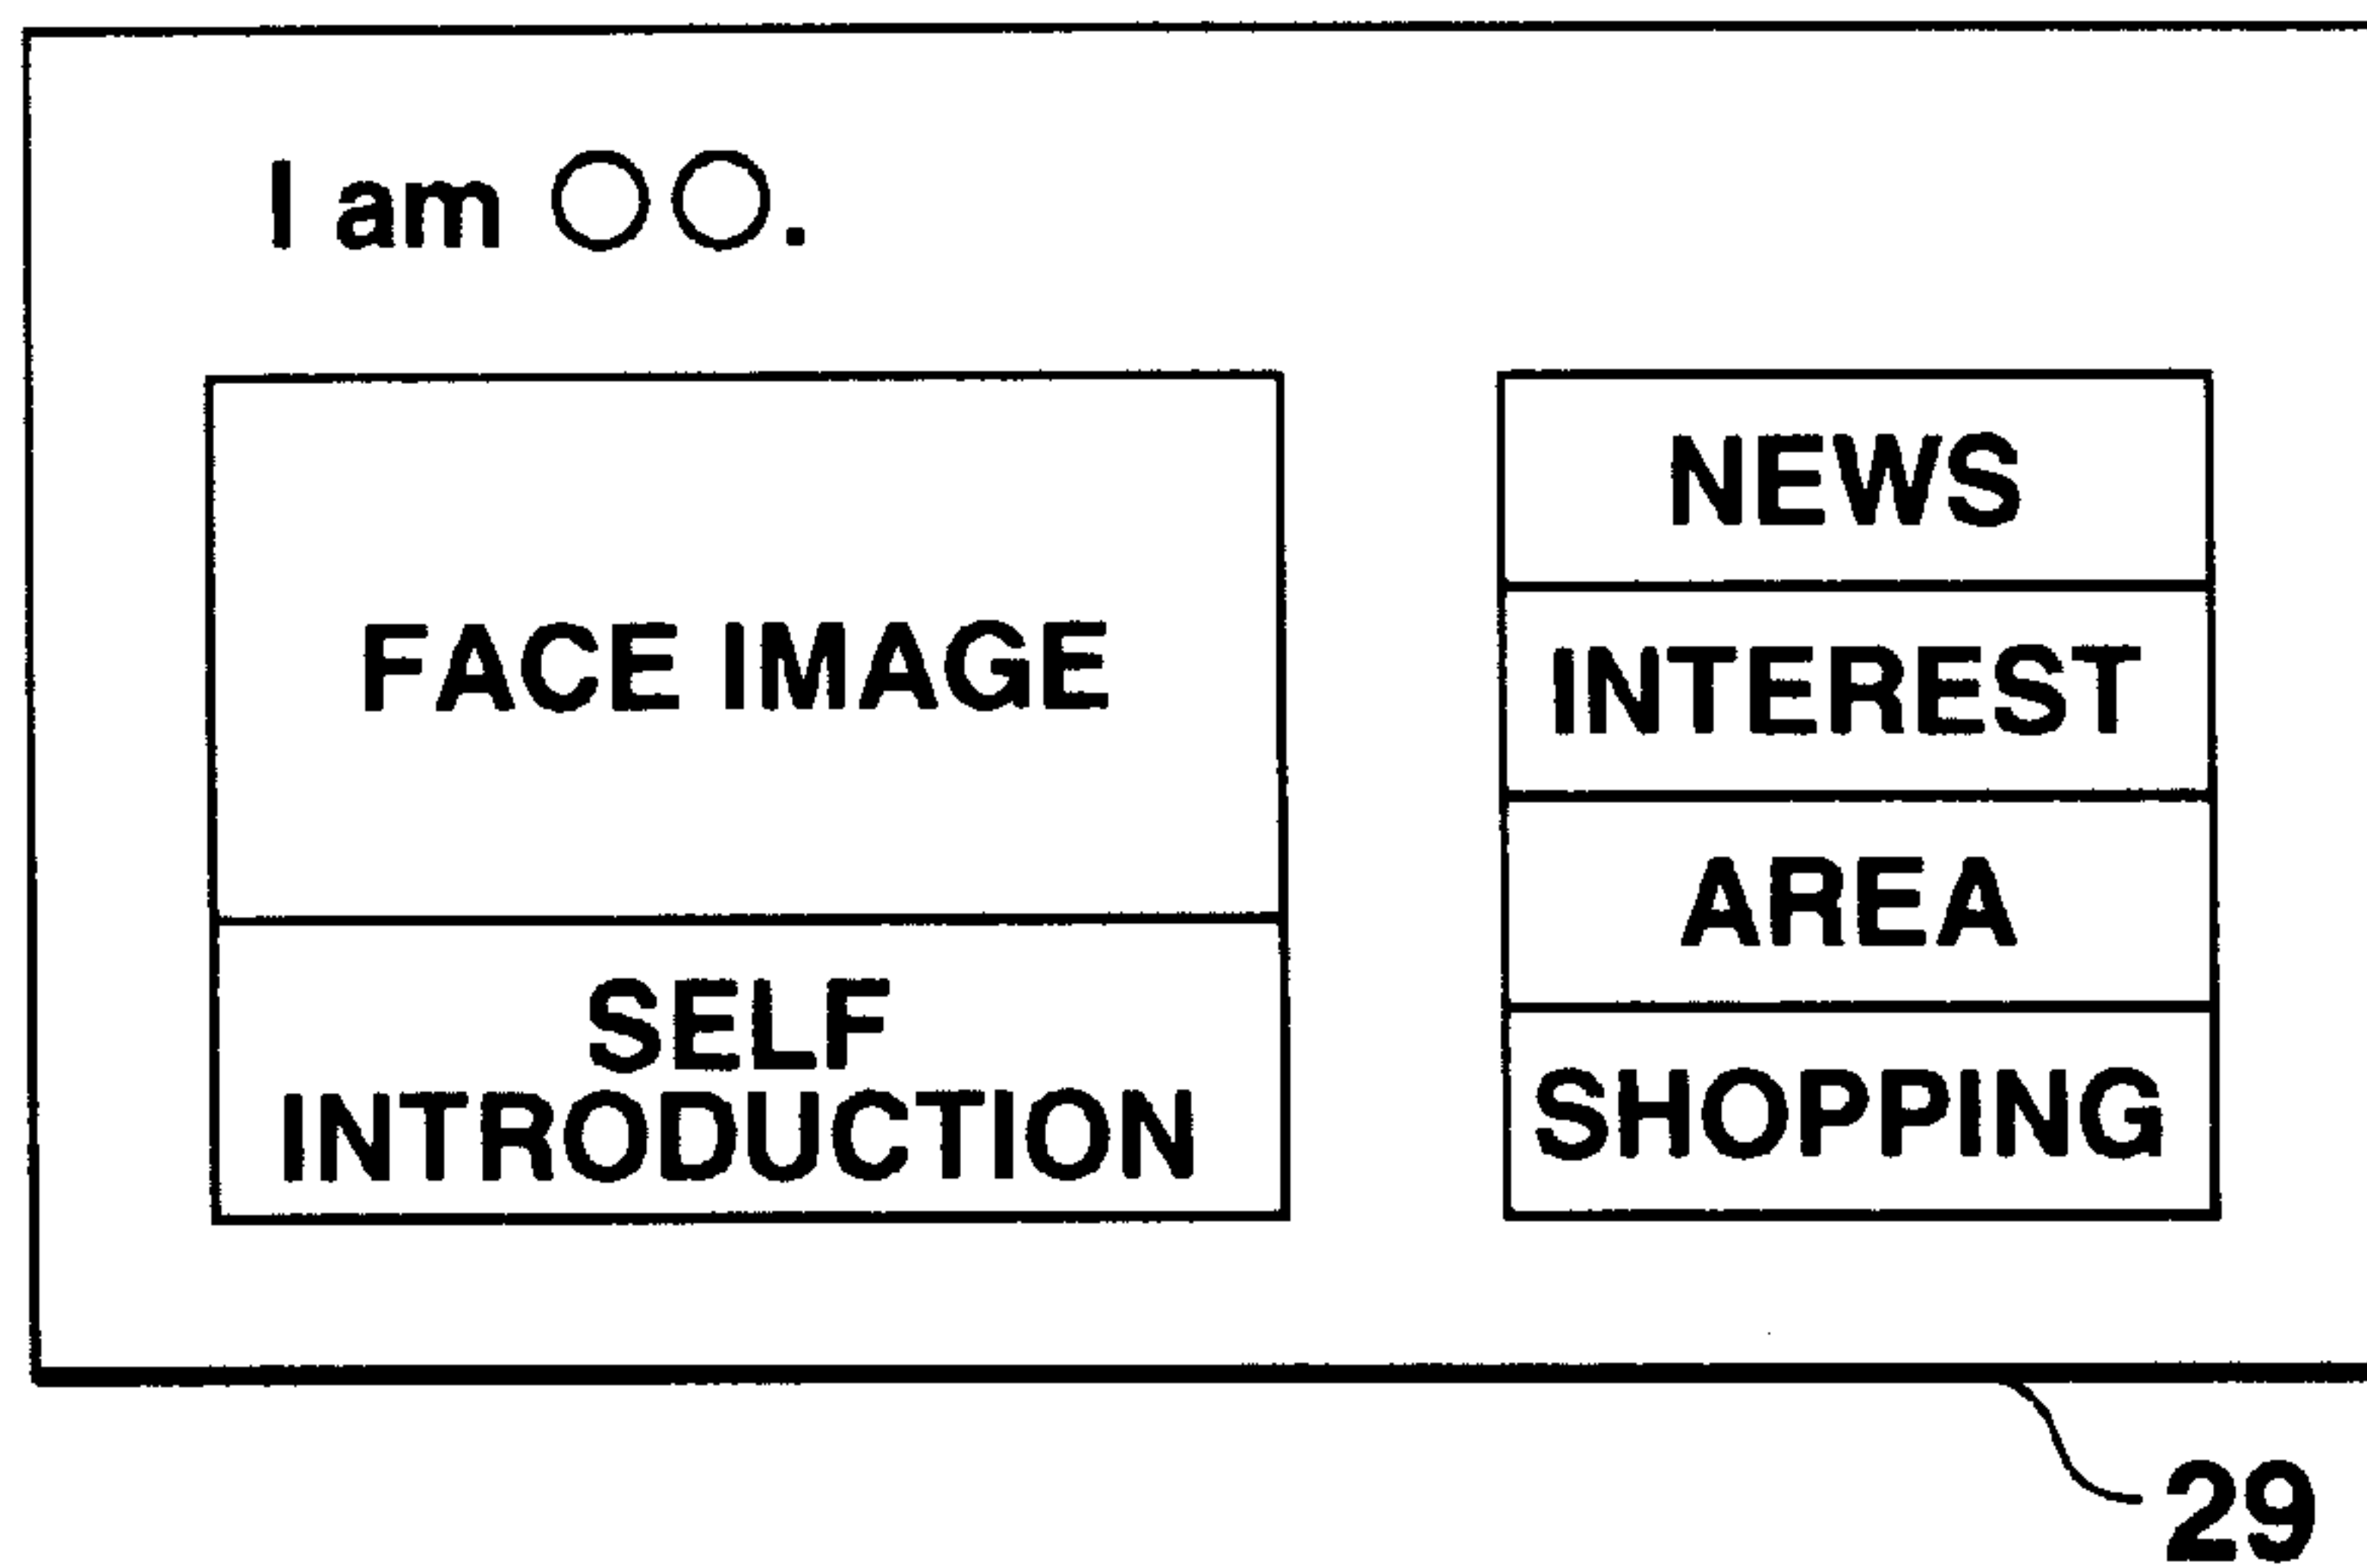 I am ○○.
FACE IMAGE
SELF
INTRODUCTION
NEWS
INTEREST
AREA
SHOPPING
29